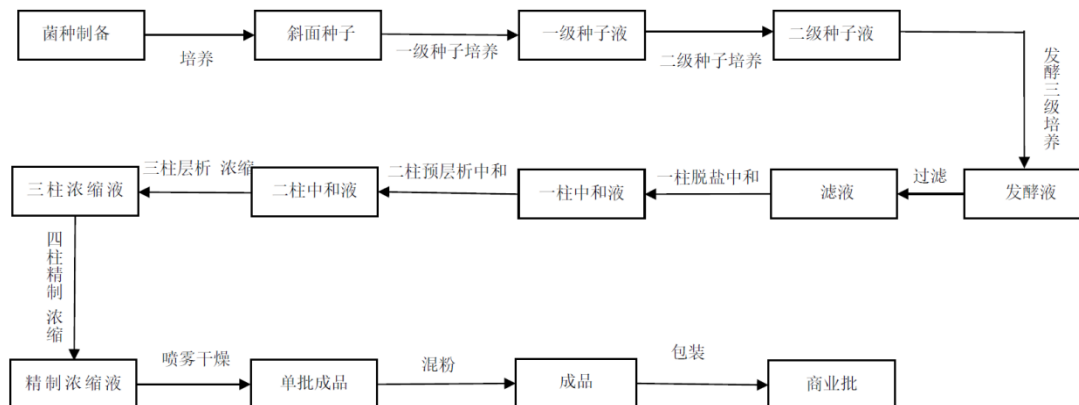 菌种制备
培养
斜面种子
一级种子培养
一级种子液
二级种子培养
二级种子液
发酵三级培养
发酵液
过滤
滤液
一柱脱盐中和
一柱中和液
二柱预层析中和
二柱中和液
三柱层析 浓缩
三柱浓缩液
四柱精制 浓缩
精制浓缩液
喷雾干燥
单批成品
混粉
成品
包装
商业批